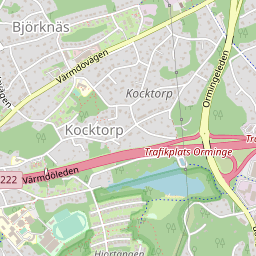 Björknäs
Värmdövägen
Ormingeleden
Kocktorp
Kocktorp
Trafikplats Orminge
222
Värmdöleden
Hjortängen